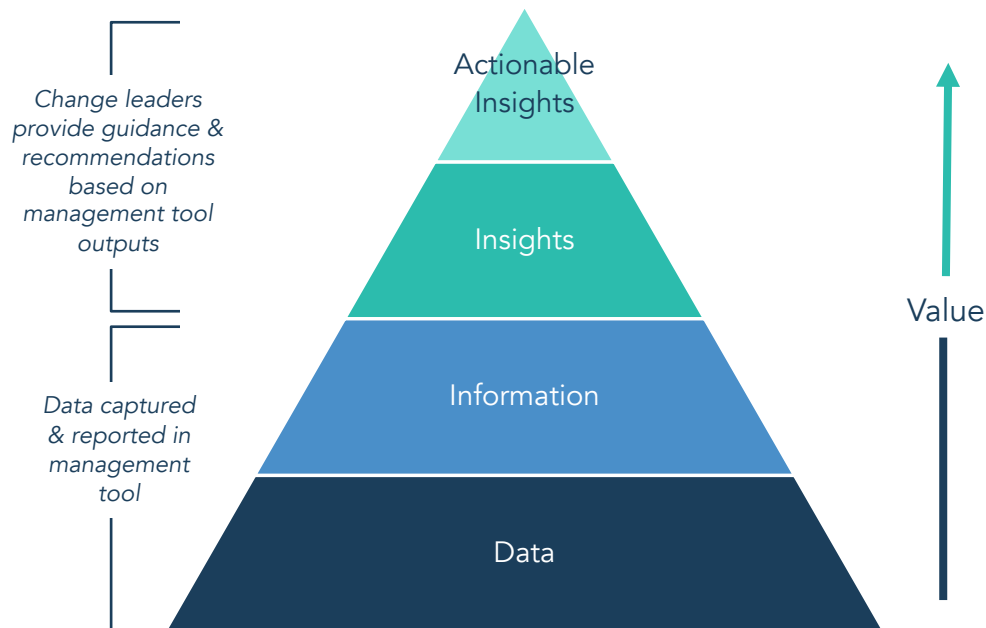 Actionable
Insights
Change leaders
provide guidance &
recommendations
based on
management tool
outputs
Insights
Value
Information
Data captured
& reported in
management
tool
Data